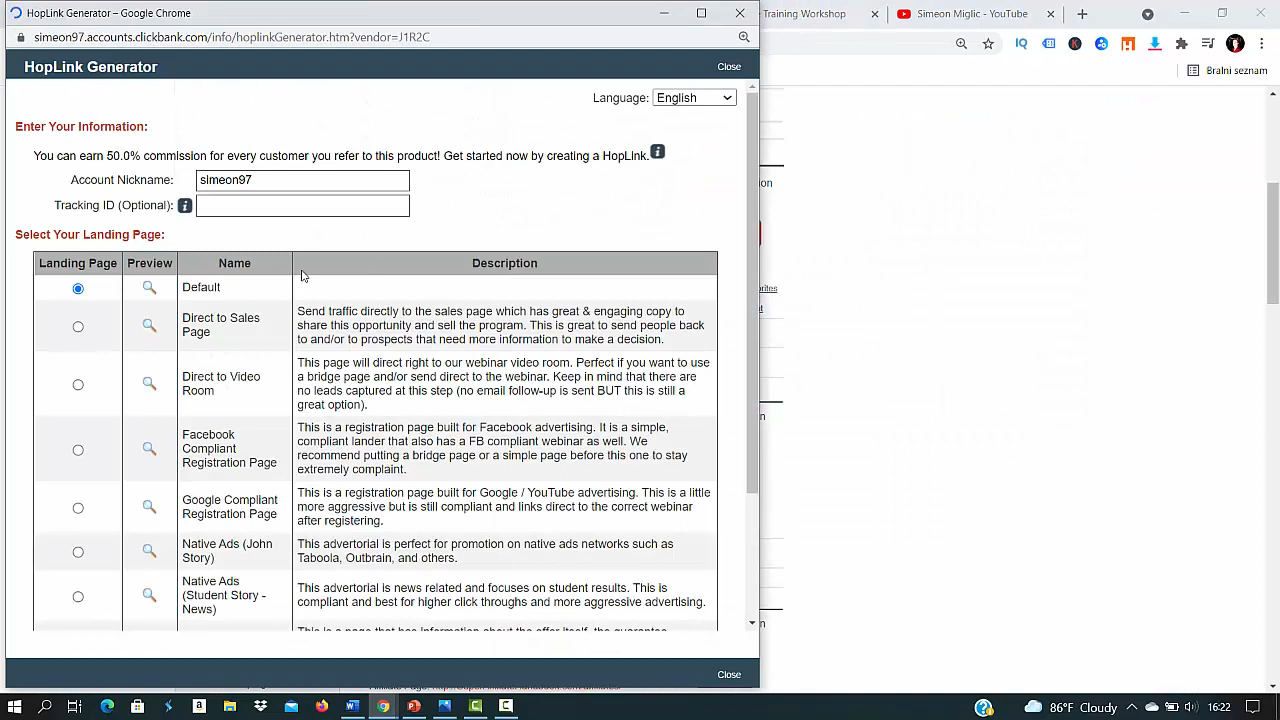 HopLink Generator – Google Chrome
Training Workshop
Simeon Miglic - YouTube
simeon97.accounts.clickbank.com/info/hoplinkGenerator.htm?vendor=J1R2C
HopLink Generator
Close
Bralni seznam
Language: English
Enter Your Information:
You can earn 50.0% commission for every customer you refer to this product! Get started now by creating a HopLink.
Account Nickname: simeon97
Tracking ID (Optional):
Select Your Landing Page:
Landing Page Preview Name Description
Default
Direct to Sales
Page
Send traffic directly to the sales page which has great & engaging copy to
share this opportunity and sell the program. This is great to send people back
to and/or to prospects that need more information to make a decision.
Direct to Video
Room
This page will direct right to our webinar video room. Perfect if you want to use
a bridge page and/or send direct to the webinar. Keep in mind that there are
no leads captured at this step (no email follow-up is sent BUT this is still a
great option).
Facebook
Compliant
Registration Page
This is a registration page built for Facebook advertising. It is a simple,
compliant lander that also has a FB compliant webinar as well. We
recommend putting a bridge page or a simple page before this one to stay
extremely complaint.
Google Compliant
Registration Page
This is a registration page built for Google / YouTube advertising. This is a little
more aggressive but is still compliant and links direct to the correct webinar
after registering.
Native Ads (John
Story)
This advertorial is perfect for promotion on native ads networks such as
Taboola, Outbrain, and others.
Native Ads
(Student Story -
News)
This advertorial is news related and focuses on student results. This is
compliant and best for higher click throughs and more aggressive advertising.
This is a page that has information about the offer itself, the guarantee
Close
86°F Cloudy
16:22